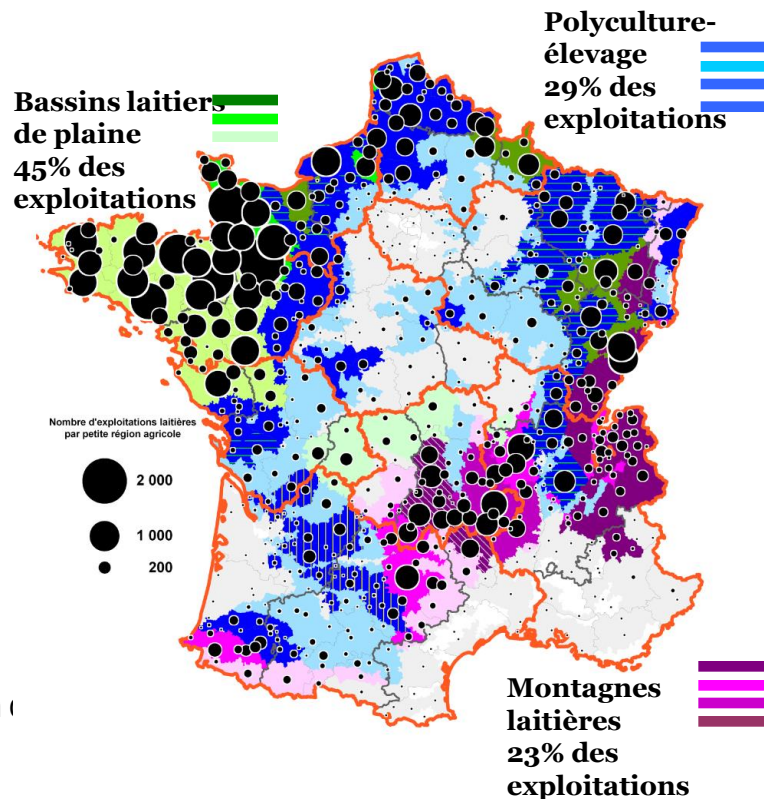 Polyculture-
élevage
29% des
exploitations
Bassins laitiers
de plaine
45% des
exploitations
Nombre d'exploitations laitières
par petite région agricole
2 000
1 000
200
Montagnes
laitières
23% des
exploitations